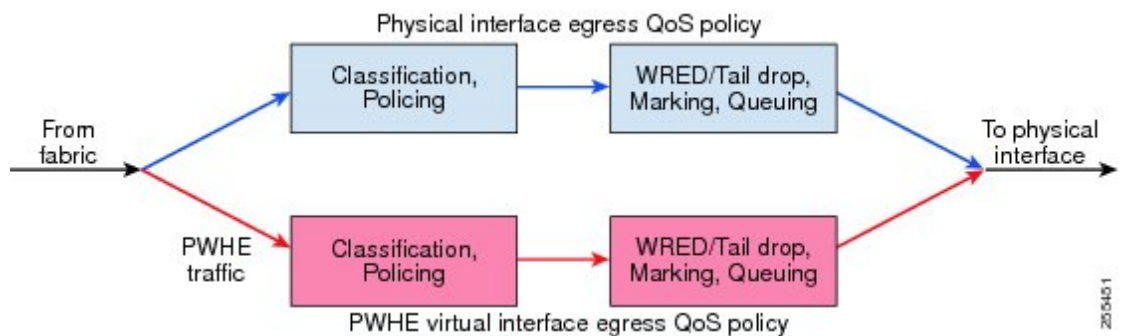 Physical interface egress QoS policy
Classification,
Policing
WRED/Tail drop,
Marking, Queuing
From
fabric
To physical
interface
PWHE
traffic
Classification,
Policing
WRED/Tail drop,
Marking, Queuing
PWHE virtual interface egress QoS policy
255451